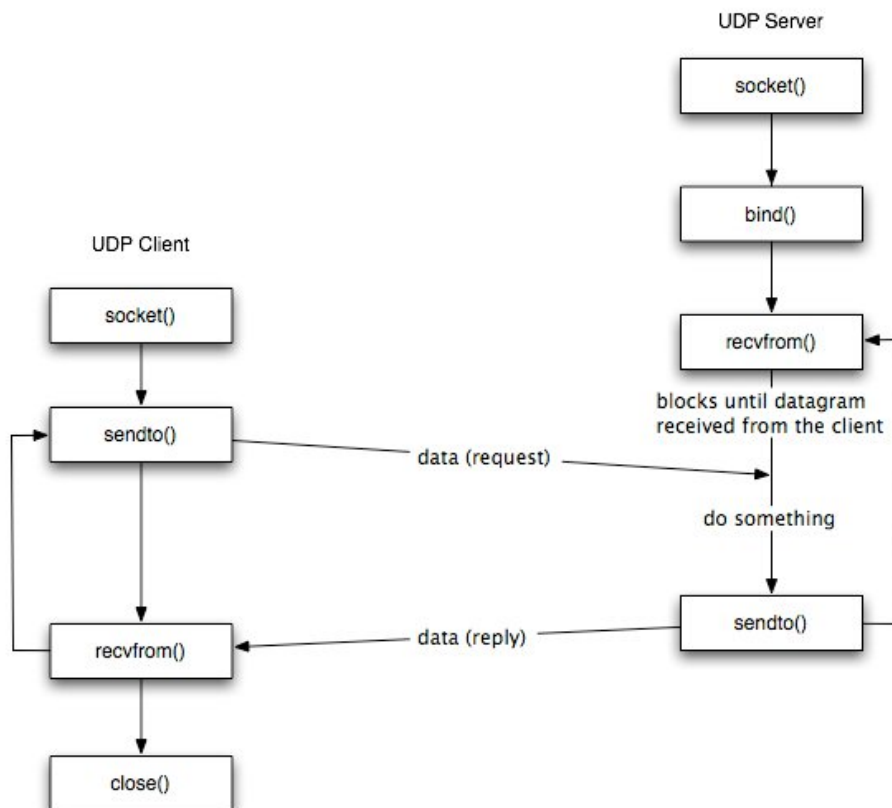 UDP Server
socket()
bind()
UDP Client
socket()
recvfrom()
blocks until datagram
received from the client
sendto()
data (request)
do something
sendto()
data (reply)
recvfrom()
close()